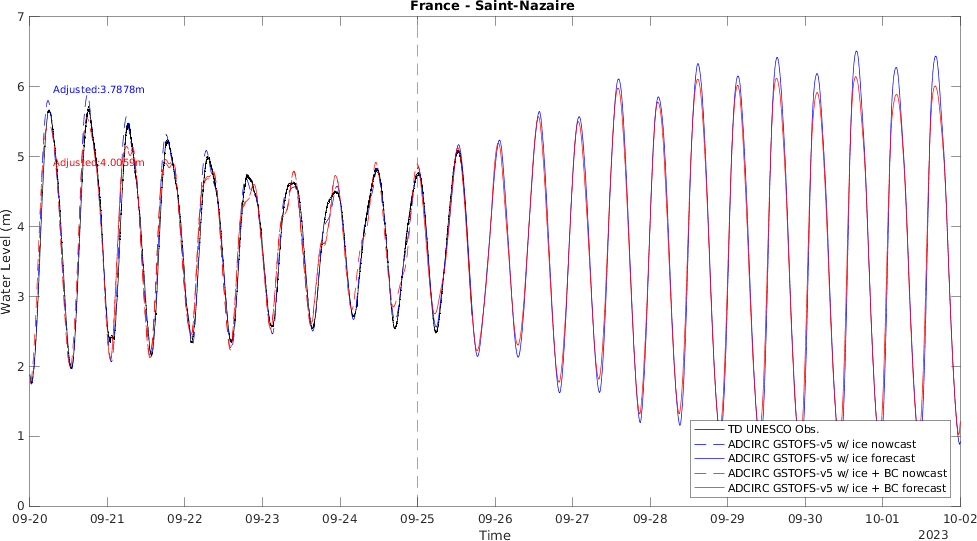 France - Saint-Nazaire
7
6
5
4
3
2
1
0
Water Level (m)
Adjusted:3.7878m
Adjusted:4.0059m
TD UNESCO Obs.
ADCIRC GSTOFS-v5 w/ ice nowcast
ADCIRC GSTOFS-v5 w/ ice forecast
ADCIRC GSTOFS-v5 w/ ice + BC nowcast
ADCIRC GSTOFS-v5 w/ ice + BC forecast
09-20 09-21 09-22 09-23 09-24 09-25 09-26 09-27 09-28 09-29 09-30 10-01 10-02
Time
2023